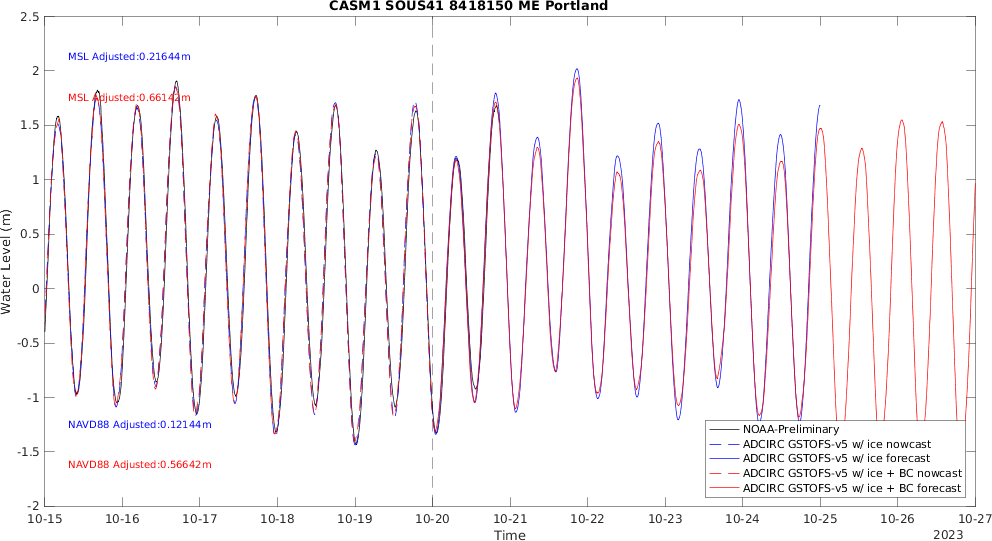 CASM1 SOUS41 8418150 ME Portland
2.5
2
1.5
1
0.5
0
-0.5
-1
-1.5
-2
Water Level (m)
MSL Adjusted:0.21644m
MSL Adjusted:0.66142m
NAVD88 Adjusted:0.12144m
NAVD88 Adjusted:0.56642m
NOAA-Preliminary
ADCIRC GSTOFS-v5 w/ ice nowcast
ADCIRC GSTOFS-v5 w/ ice forecast
ADCIRC GSTOFS-v5 w/ ice + BC nowcast
ADCIRC GSTOFS-v5 w/ ice + BC forecast
10-15 10-16 10-17 10-18 10-19 10-20 10-21 10-22 10-23 10-24 10-25 10-26 10-27
Time
2023